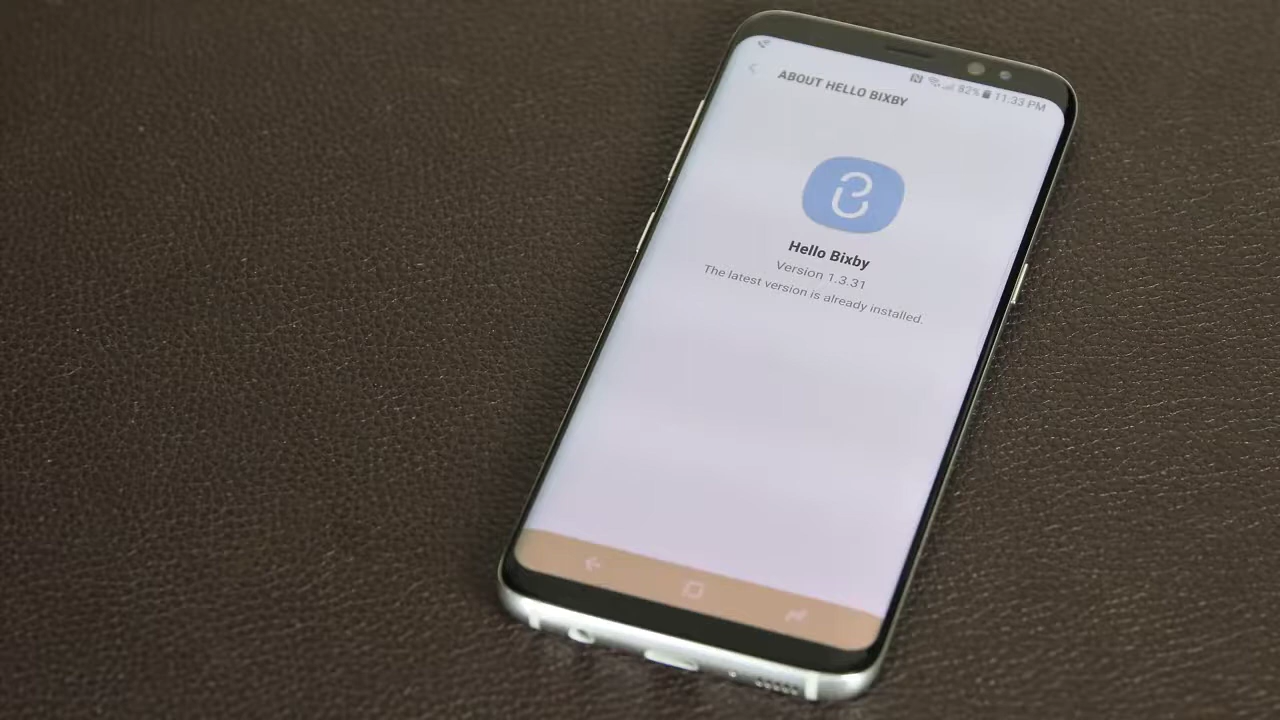 82% 11:33 PM
ABOUT HELLO BIXBY
Hello Bixby
Version 1.3.31
The latest version is already installed.